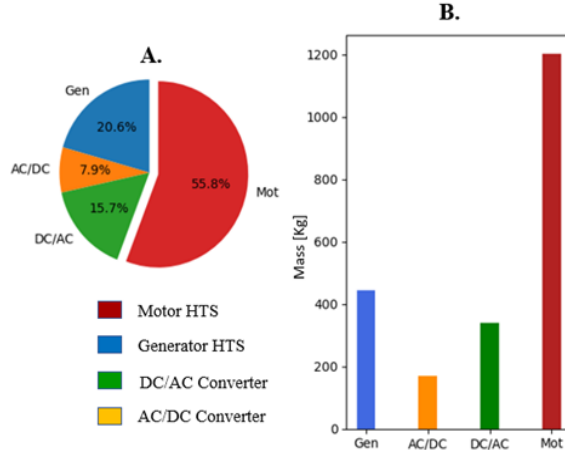 A.
Gen
20.6%
AC/DC
7.9%
55.8%
Mot
15.7%
DC/AC
Motor HTS
Generator HTS
DC/AC Converter
AC/DC Converter
B.
1200
1000
800
Mass [Kg]
600
400
200
0
Gen AC/DC DC/AC Mot